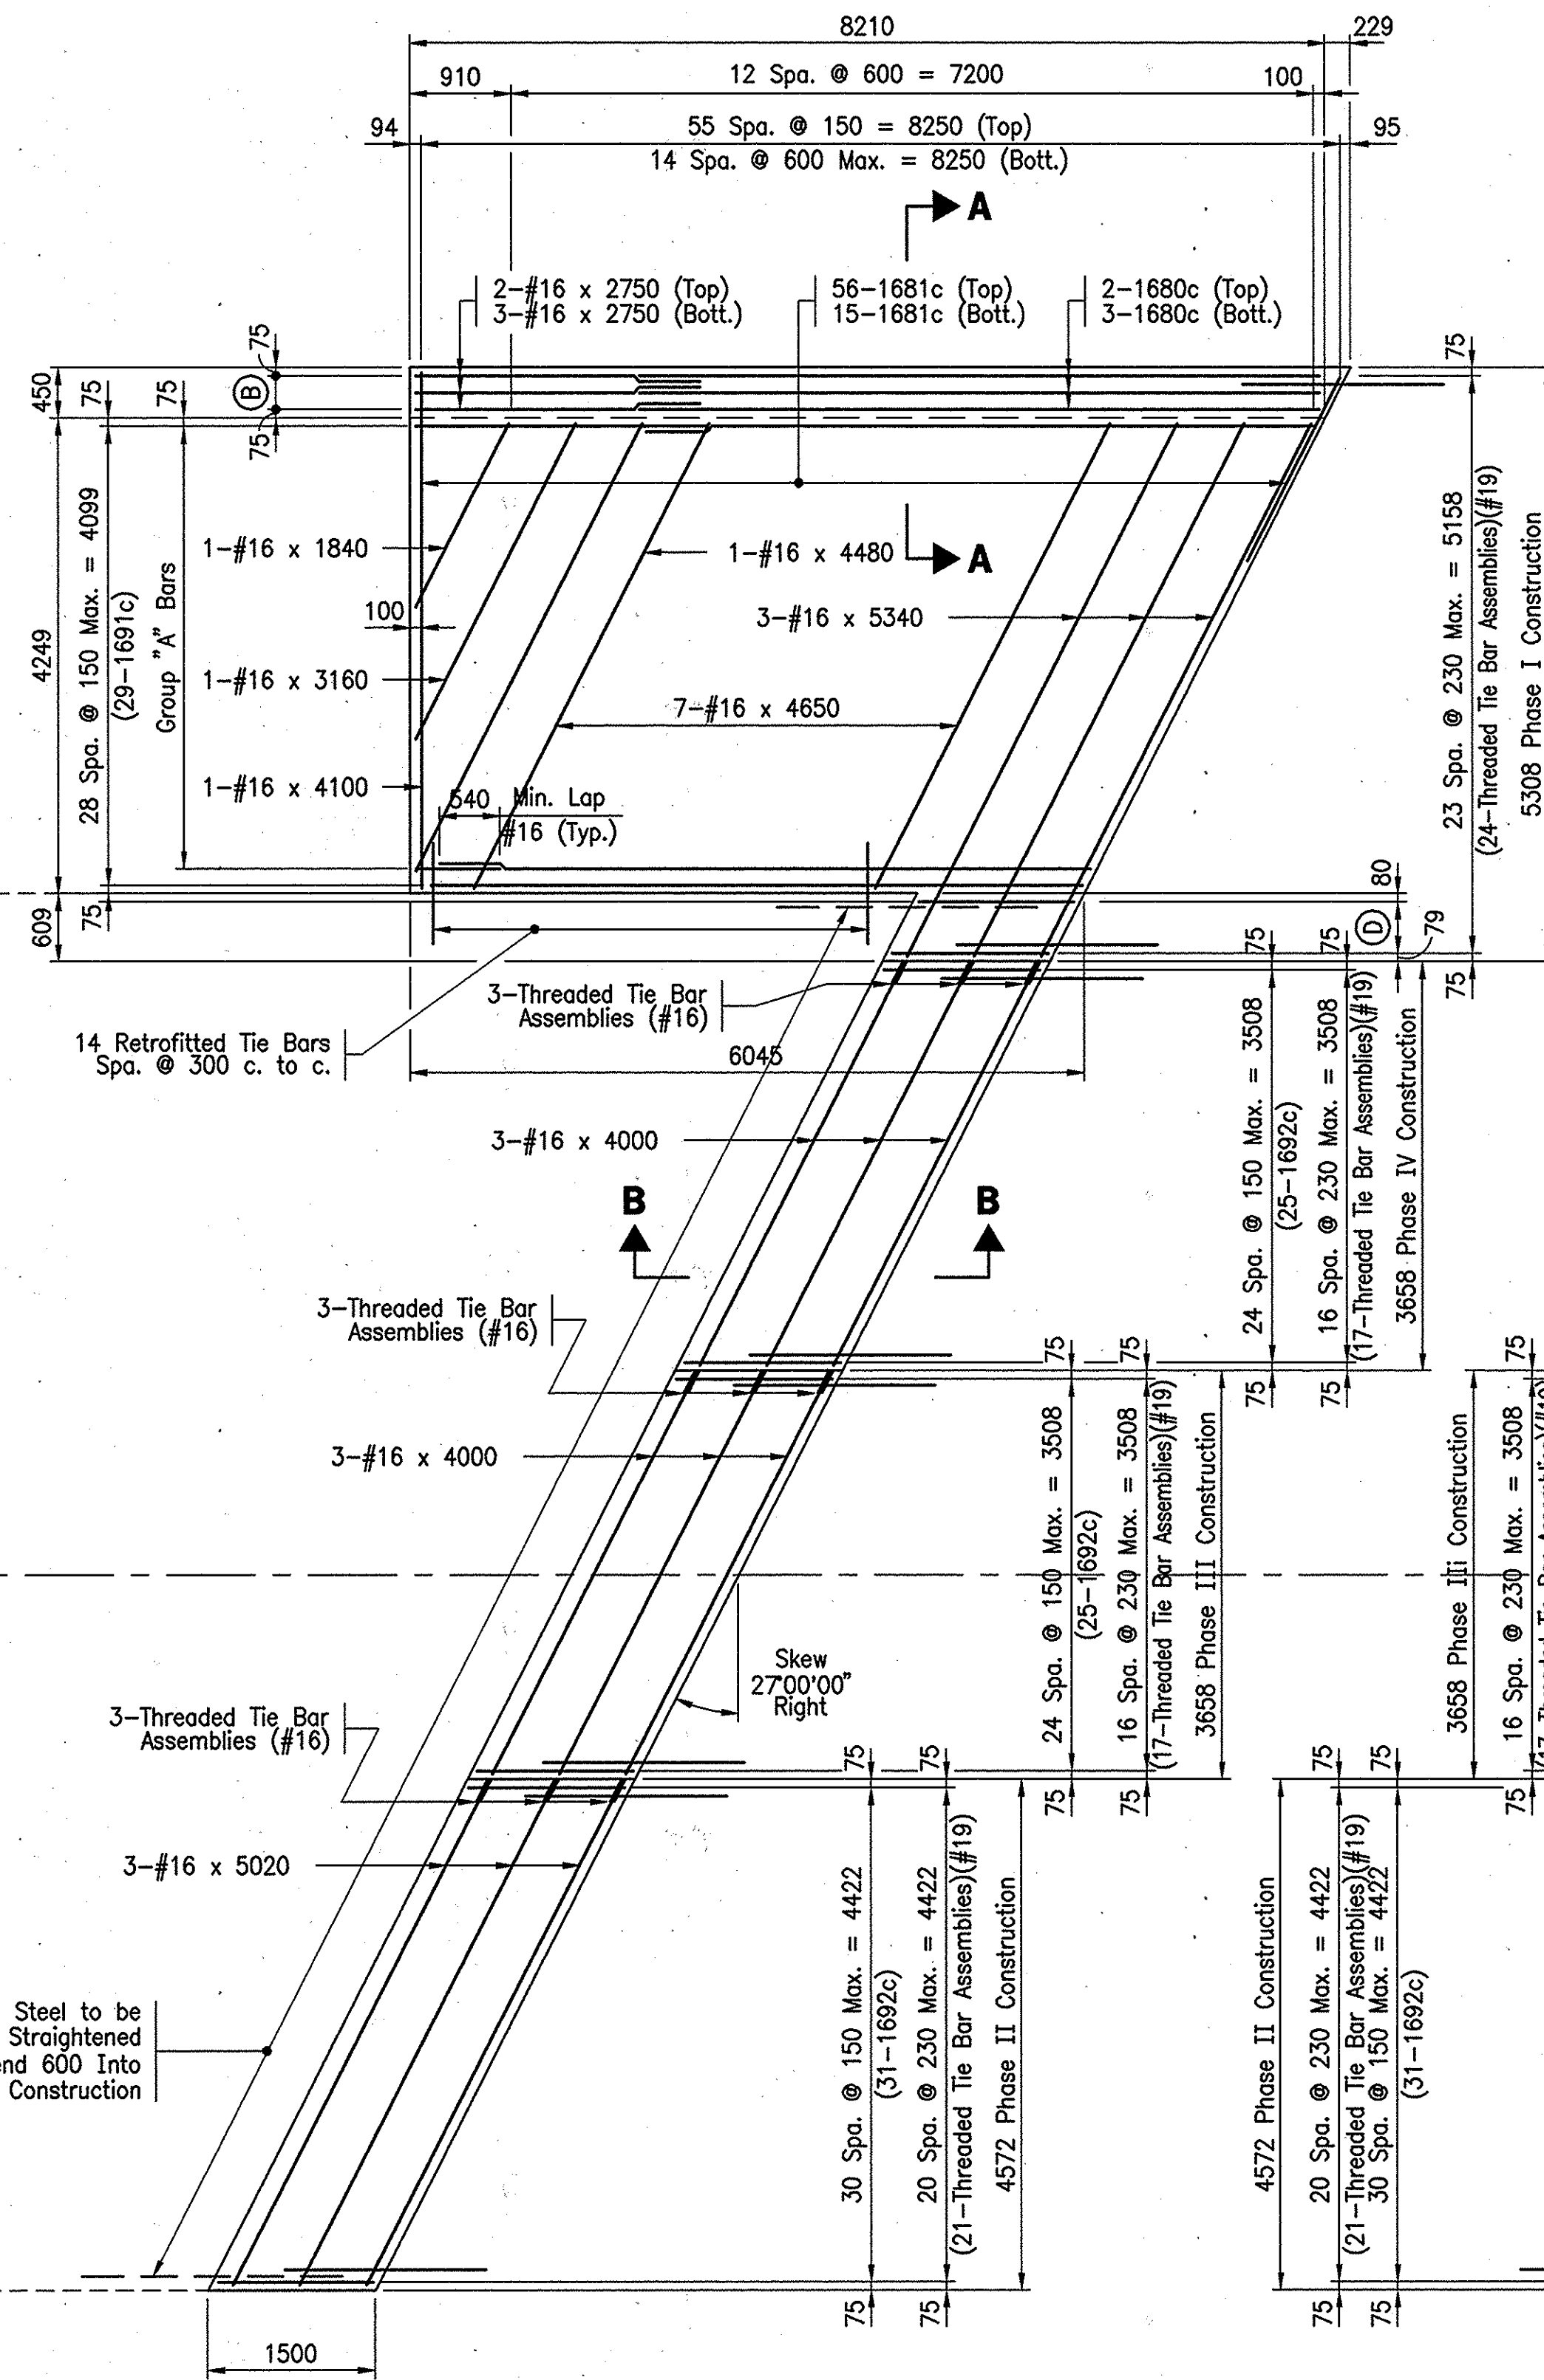 8210
229
910
12 Spa. @ 600 = 7200
100
94
55 Spa. @ 150 = 8250 (Top)
14 Spa. @ 600 Max. = 8250 (Bott.)
95
A
2-#16 x 2750 (Top)
3-#16 x 2750 (Bott.)
56-1681c (Top)
15-1681c (Bott.)
2-1680c (Top)
3-1680c (Bott.)
75
B
75
450
75
75
75
4249
28 Spa. @ 150 Max. = 4099
(29-1691c)
Group "A" Bars
1-#16 x 1840
1-#16 x 4480
A
100
3-#16 x 5340
1-#16 x 3160
7-#16 x 4650
1-#16 x 4100
540 Min. Lap
#16 (Typ.)
23 Spa. @ 230 Max. = 5158
(24-Threaded Tie Bar Assemblies)(#19)
5308 Phase I Construction
609
75
80
D
79
75
75
75
3-Threaded Tie Bar
Assemblies (#16)
14 Retrofitted Tie Bars
Spa. @ 300 c. to c.
6045
24 Spa. @ 150 Max. = 3508
(25-1692c)
16 Spa. @ 230 Max. = 3508
(17-Threaded Tie Bar Assemblies)(#19)
3658 Phase IV Construction
3-#16 x 4000
B
B
3-Threaded Tie Bar
Assemblies (#16)
75
75
75
75
75
3-#16 x 4000
24 Spa. @ 150 Max. = 3508
(25-1692c)
16 Spa. @ 230 Max. = 3508
(17-Threaded Tie Bar Assemblies)(#19)
3658 Phase III Construction
3658 Phase III Construction
16 Spa. @ 230 Max. = 3508
Skew
27°00'00"
Right
3-Threaded Tie Bar
Assemblies (#16)
75
75
75
75
75
75
75
3-#16 x 5020
30 Spa. @ 150 Max. = 4422
(31-1692c)
20 Spa. @ 230 Max. = 4422
(21-Threaded Tie Bar Assemblies)(#19)
4572 Phase II Construction
4572 Phase II Construction
20 Spa. @ 230 Max. = 4422
(21-Threaded Tie Bar Assemblies)(#19)
30 Spa. @ 150 Max. = 4422
(31-1692c)
Steel to be
Straightened
600 Into
Construction
75
75
75
75
1500